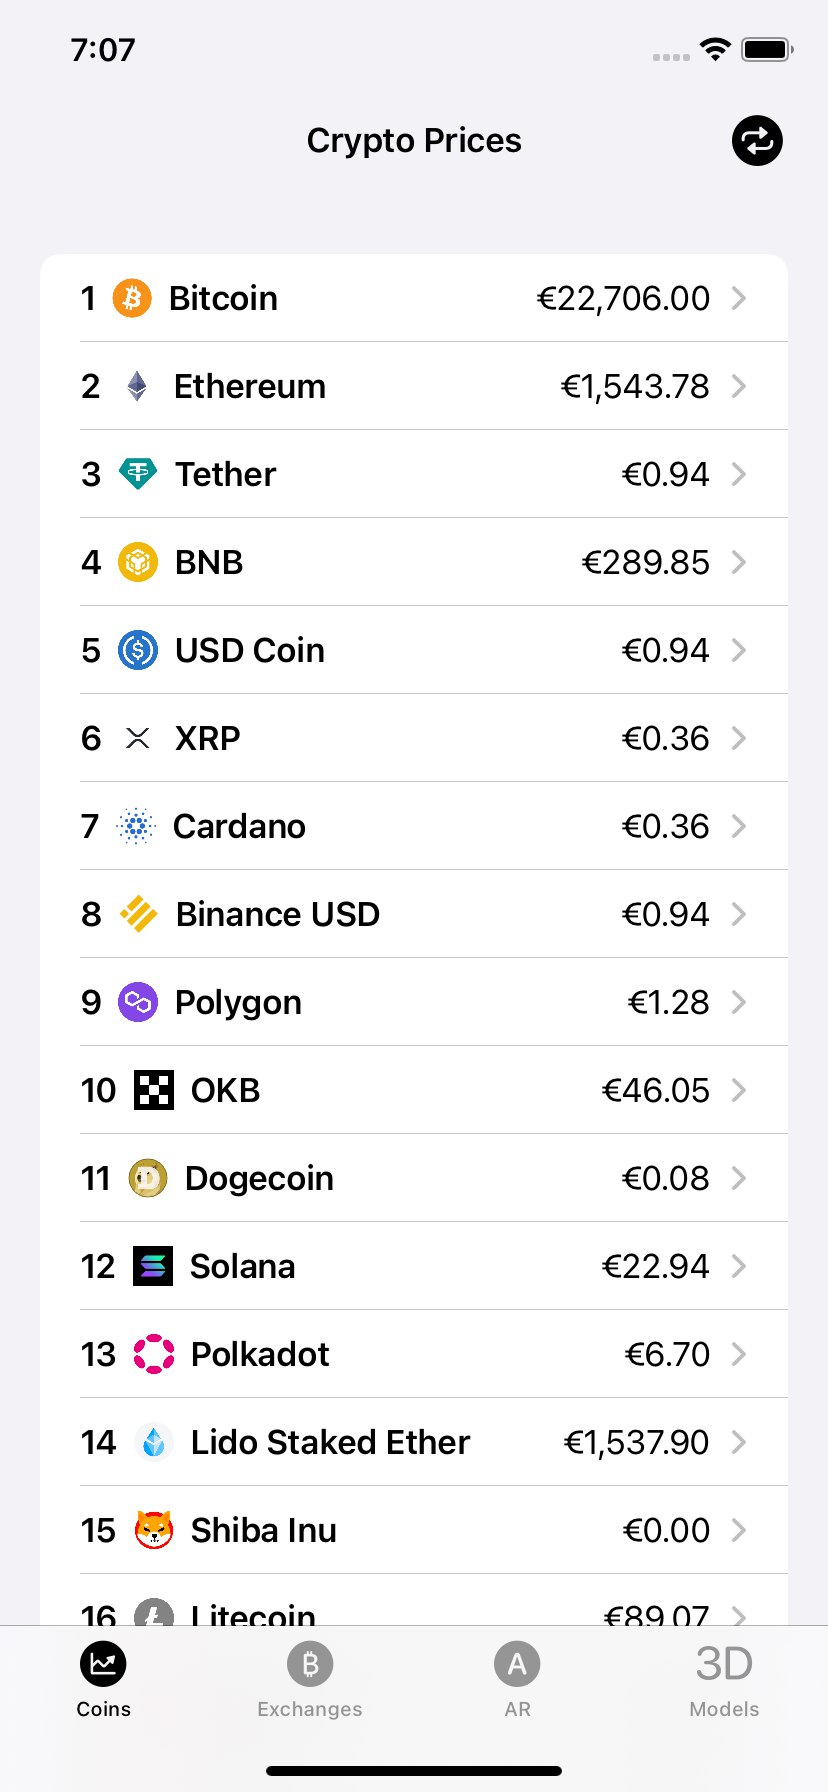 7:07
Crypto Prices
1 Bitcoin €22,706.00
2 Ethereum €1,543.78
3 Tether €0.94
4 BNB €289.85
5 USD Coin €0.94
6 XRP €0.36
7 Cardano €0.36
8 Binance USD €0.94
9 Polygon €1.28
10 OKB €46.05
11 Dogecoin €0.08
12 Solana €22.94
13 Polkadot €6.70
14 Lido Staked Ether €1,537.90
15 Shiba Inu €0.00
16 Litecoin €89.07
Coins
Exchanges
A
AR
3D
Models